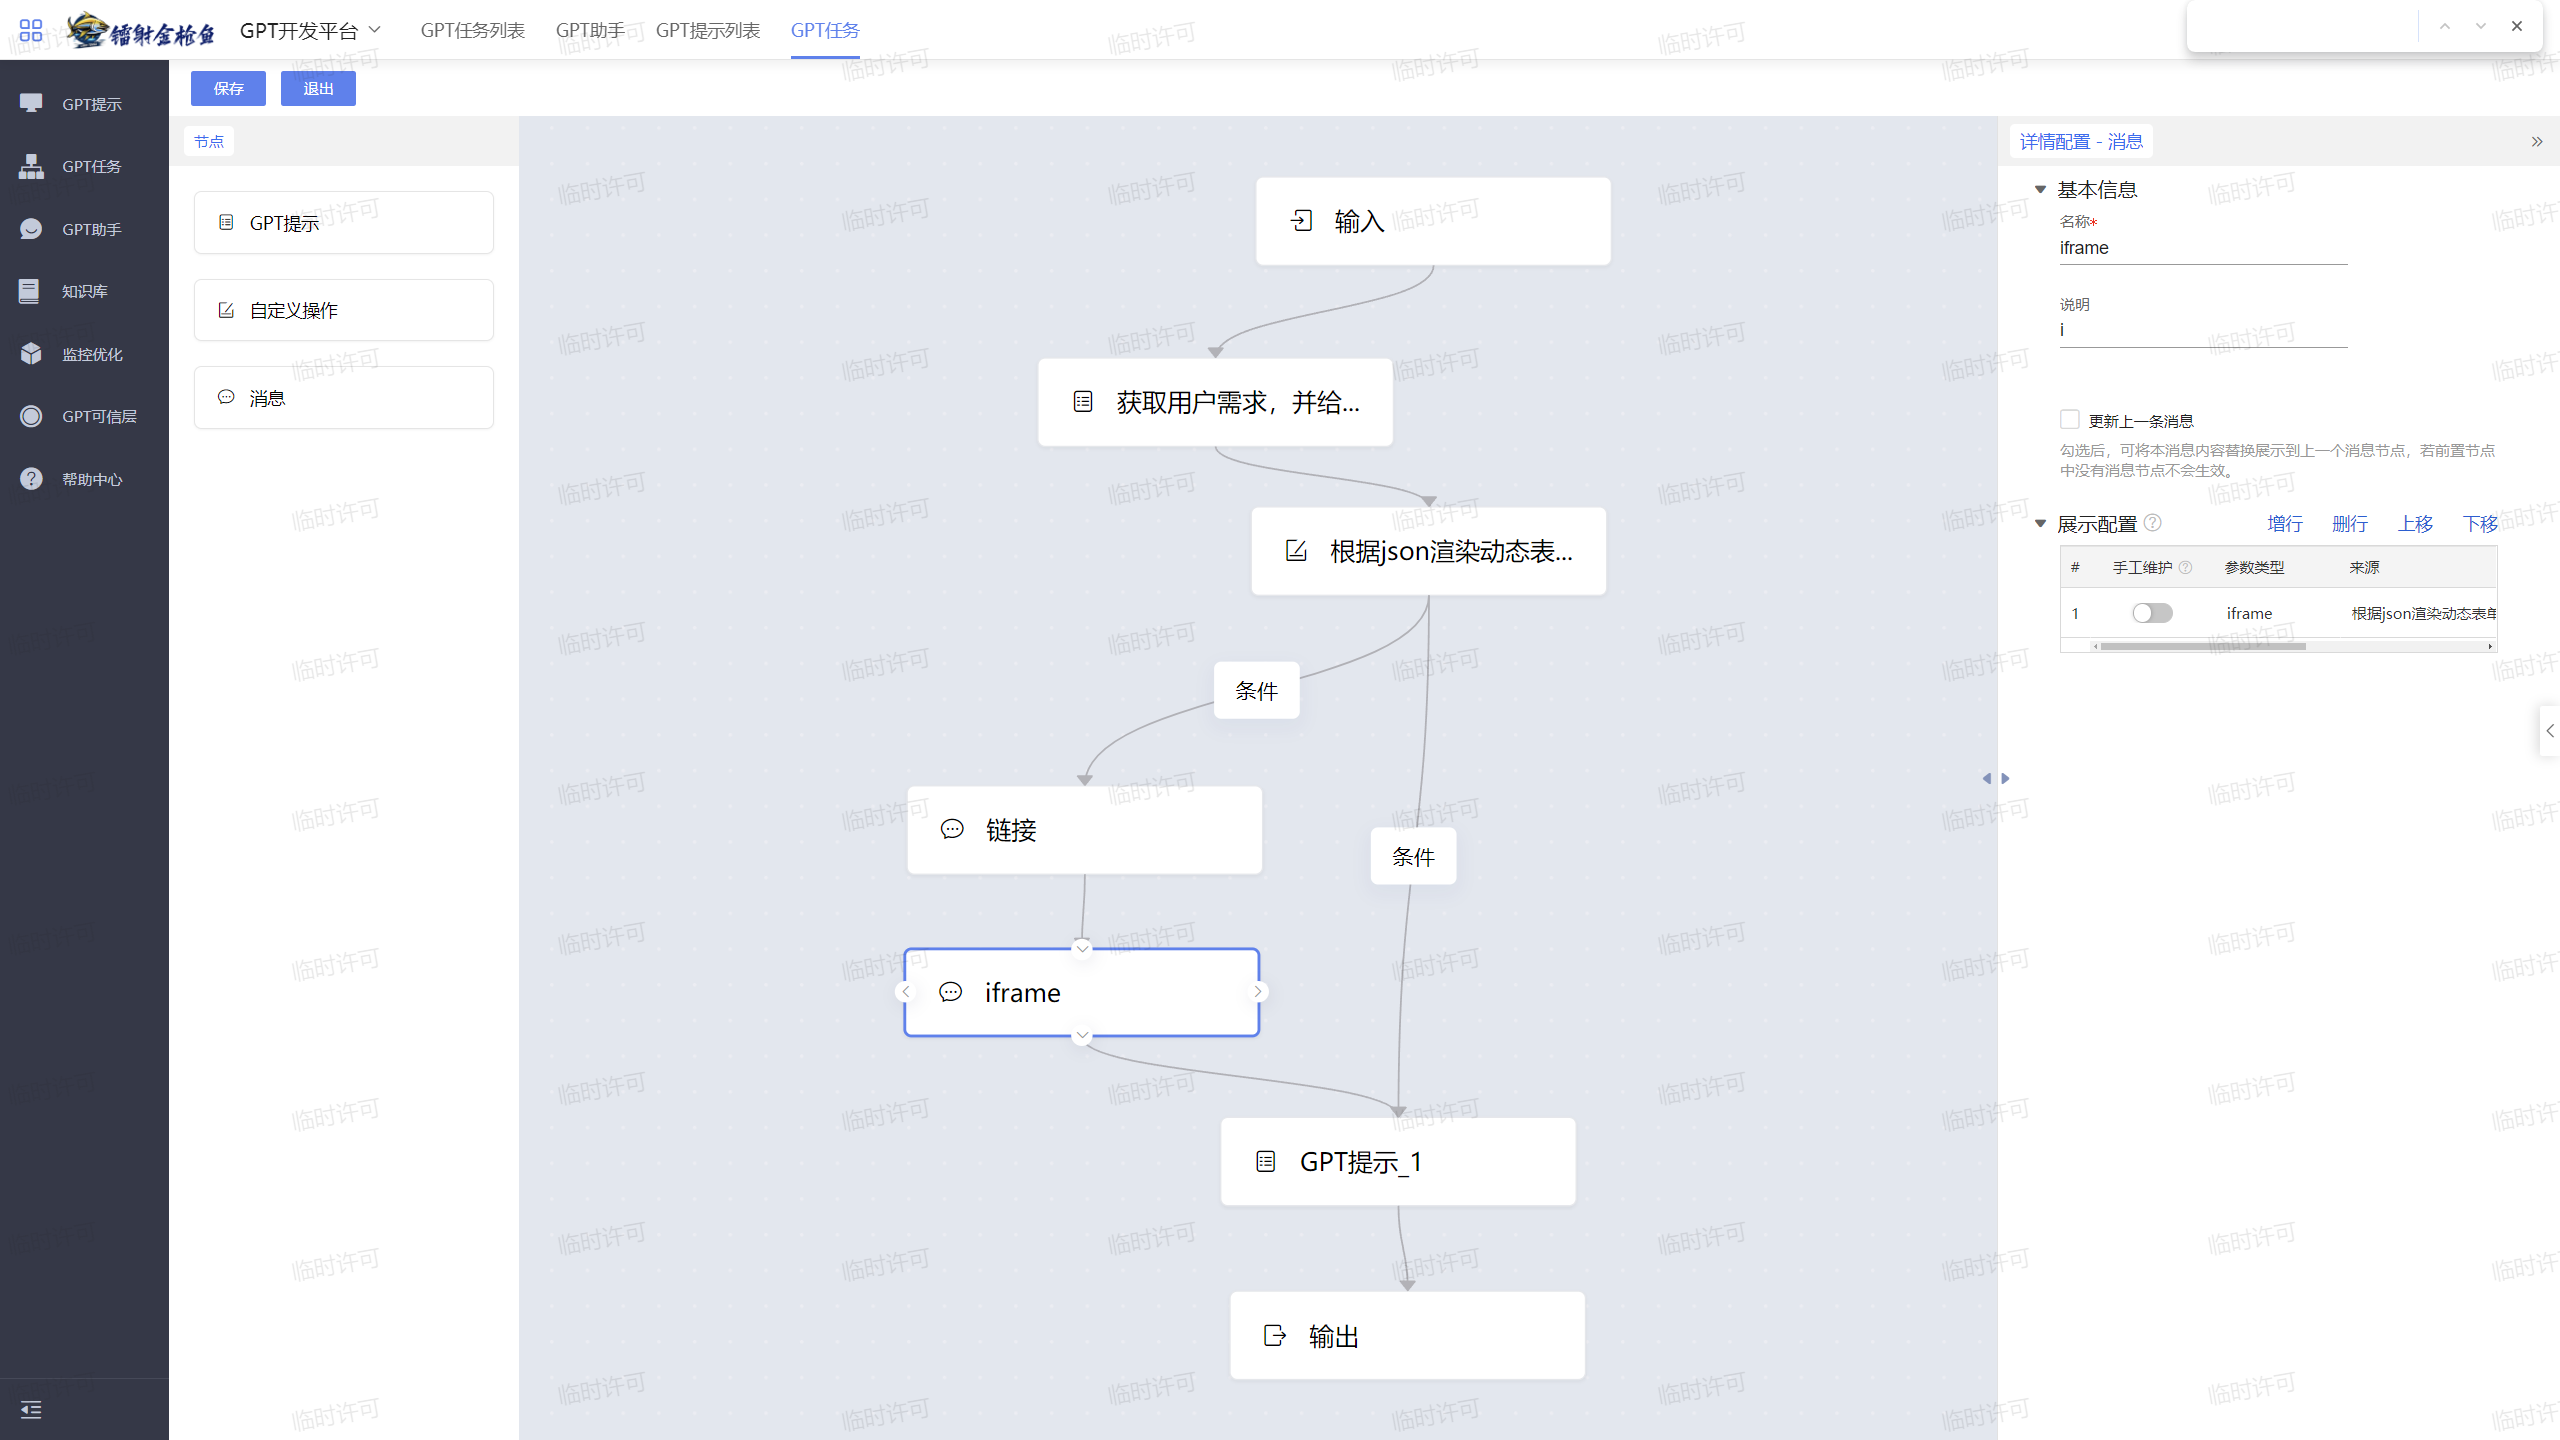 镭射金枪鱼
GPT开发平台
GPT任务列表
GPT助手
GPT提示列表
GPT任务
保存
退出
GPT提示
GPT任务
GPT助手
知识库
监控优化
GPT可信层
帮助中心
节点
GPT提示
自定义操作
消息
输入
获取用户需求，并给...
根据json渲染动态表...
条件
链接
条件
iframe
GPT提示_1
输出
详情配置 - 消息
基本信息
名称*
iframe
说明
i
更新上一条消息
勾选后，可将本消息内容替换展示到上一个消息节点，若前置节点
中没有消息节点不会生效。
展示配置
增行
删行
上移
下移
#
手工维护
参数类型
来源
1
iframe
根据json渲染动态表单
临时许可